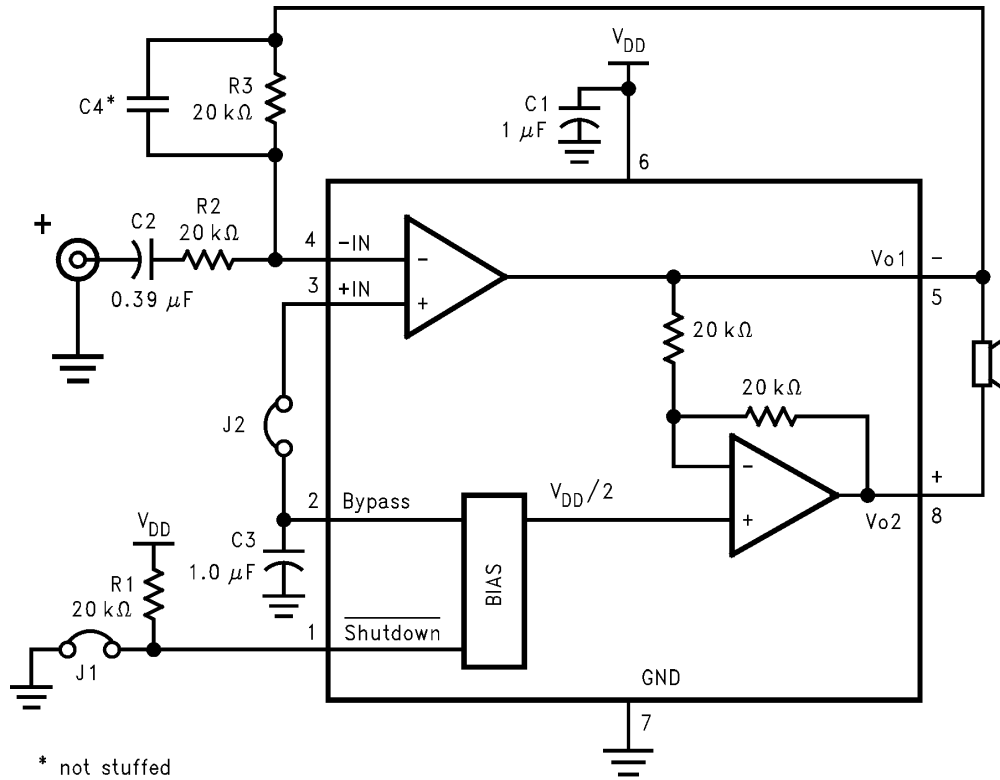 V_DD
C4*
R3
20 kΩ
C1
1 μF
6
+
C2
0.39 μF
R2
20 kΩ
4
-IN
-
3
+IN
+
Vo1
-
5
20 kΩ
20 kΩ
J2
2
Bypass
V_DD/2
-
+
+
Vo2
8
C3
1.0 μF
BIAS
V_DD
R1
20 kΩ
1
Shutdown
J1
GND
7
* not stuffed